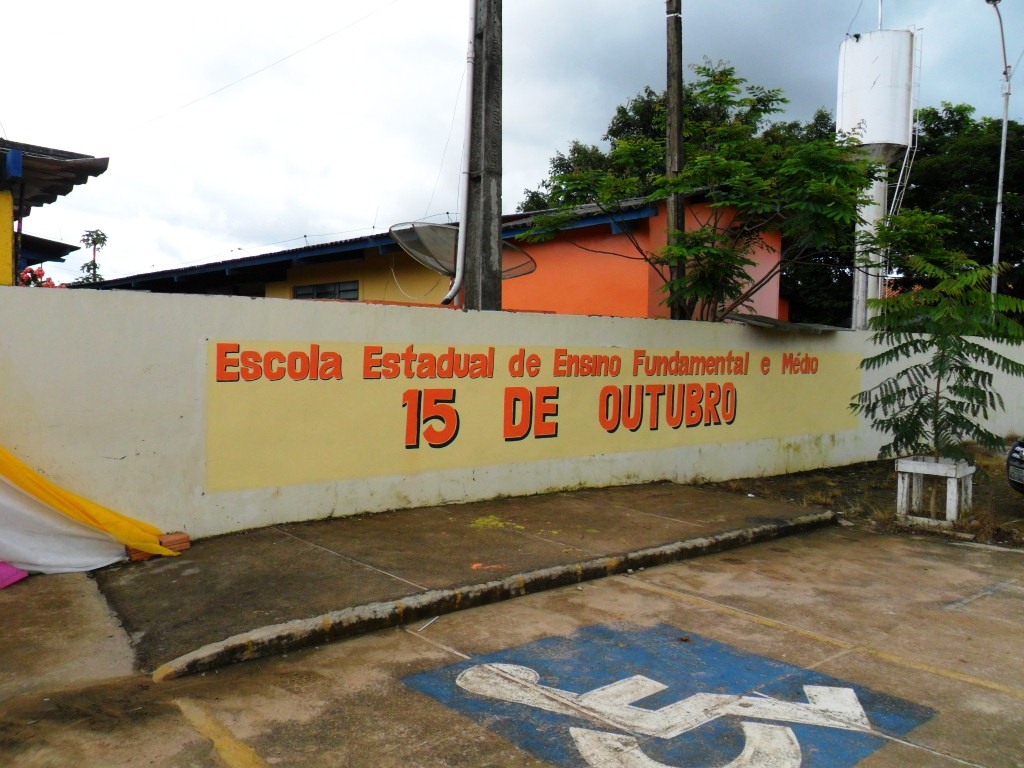 Escola Estadual de Ensino Fundamental e Médio
15 DE OUTUBRO